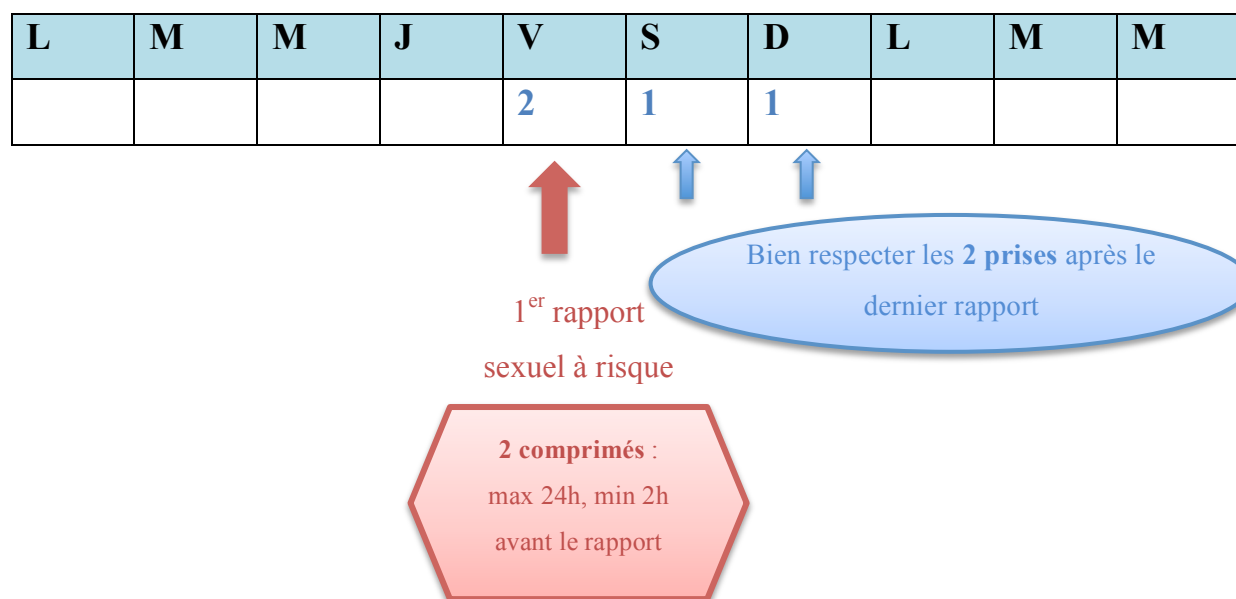 L M M J V S D L M M
2 1 1
Bien respecter les 2 prises après le
dernier rapport
1er rapport
sexuel à risque
2 comprimés :
max 24h, min 2h
avant le rapport